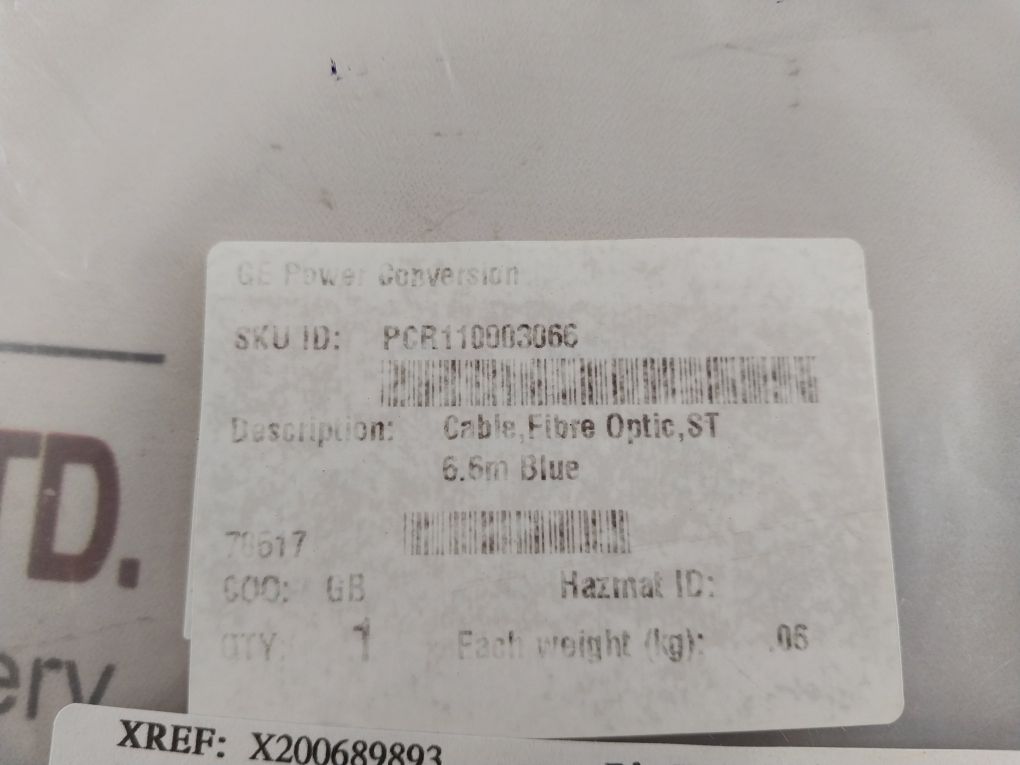 GE Power Conversion
SKU ID: PCR110003066
Description: Cable,Fibre Optic,ST
6.6m Blue
70617
COO: GB Hazmat ID:
QTY: 1 Each weight (kg): .06
TD.
ery
XREF: X200689893